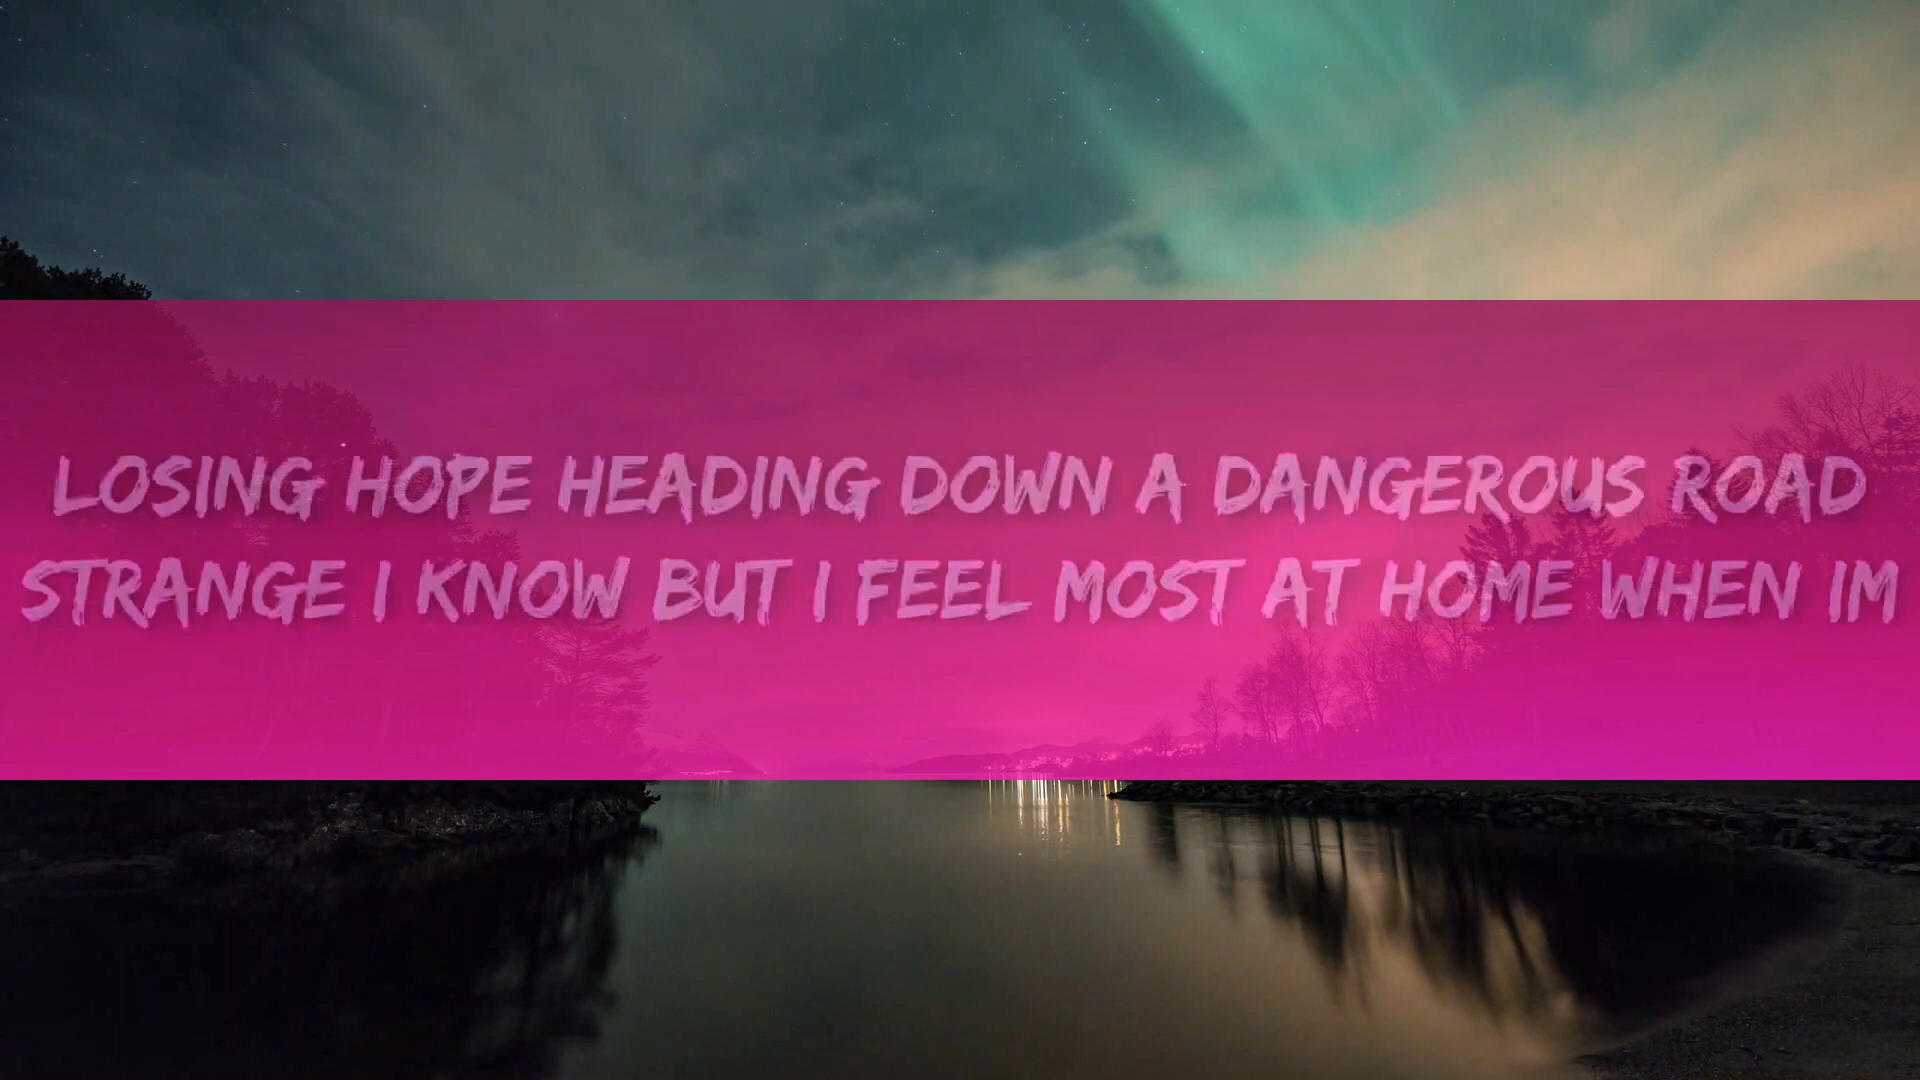 LOSING HOPE HEADING DOWN A DANGEROUS ROAD
STRANGE I KNOW BUT I FEEL MOST AT HOME WHEN IM